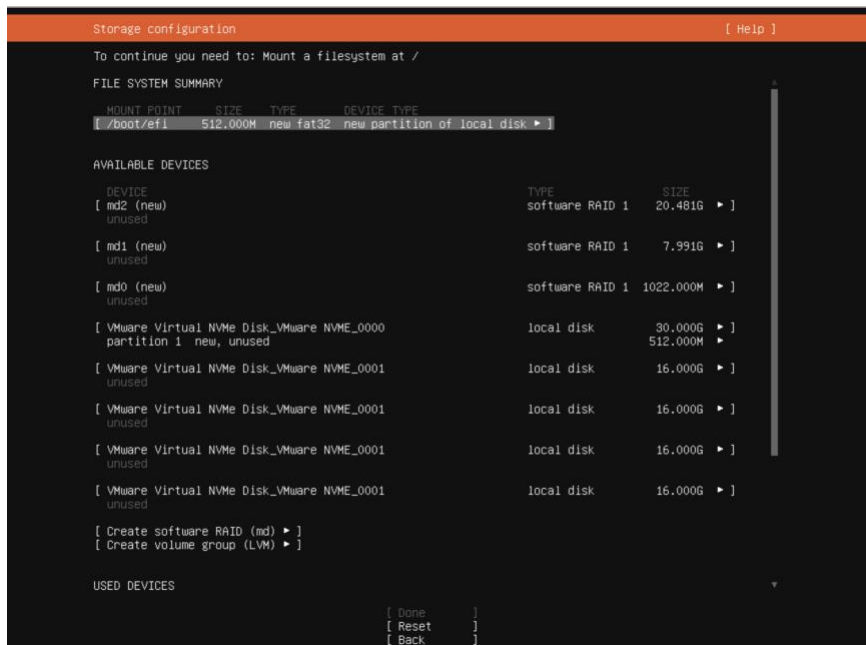 Storage configuration [ Help ]
To continue you need to: Mount a filesystem at /
FILE SYSTEM SUMMARY
MOUNT POINT SIZE TYPE DEVICE TYPE
[ /boot/efi 512.000M new fat32 new partition of local disk ▸ ]
AVAILABLE DEVICES
DEVICE TYPE SIZE
[ md2 (new) software RAID 1 20.481G ▸ ]
unused
[ md1 (new) software RAID 1 7.991G ▸ ]
unused
[ md0 (new) software RAID 1 1022.000M ▸ ]
unused
[ VMware Virtual NVMe Disk_VMware NVME_0000 local disk 30.000G ▸ ]
partition 1 new, unused 512.000M ▸
[ VMware Virtual NVMe Disk_VMware NVME_0001 local disk 16.000G ▸ ]
unused
[ VMware Virtual NVMe Disk_VMware NVME_0001 local disk 16.000G ▸ ]
unused
[ VMware Virtual NVMe Disk_VMware NVME_0001 local disk 16.000G ▸ ]
unused
[ VMware Virtual NVMe Disk_VMware NVME_0001 local disk 16.000G ▸ ]
unused
[ Create software RAID (md) ▸ ]
[ Create volume group (LVM) ▸ ]
USED DEVICES
[ Done ]
[ Reset ]
[ Back ]